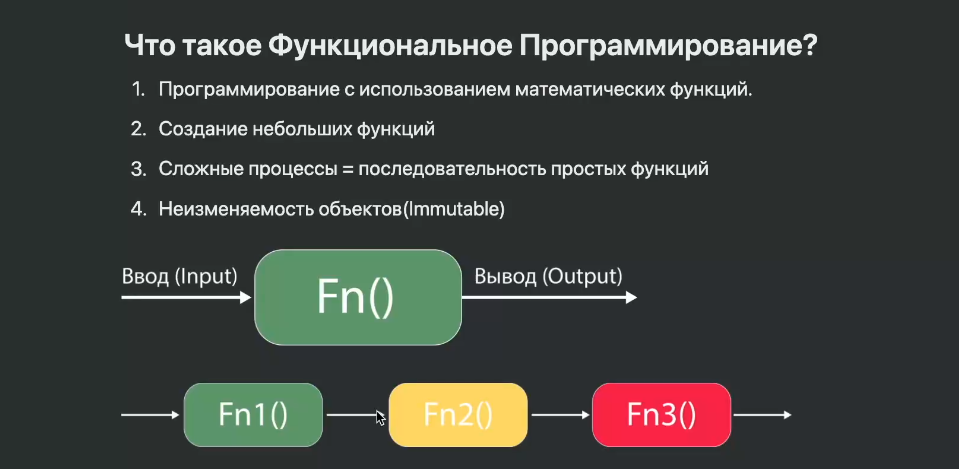 Что такое Функциональное Программирование?
1. Программирование с использованием математических функций.
2. Создание небольших функций
3. Сложные процессы = последовательность простых функций
4. Неизменяемость объектов(Immutable)
Ввод (Input)
Fn()
Вывод (Output)
Fn1()
Fn2()
Fn3()